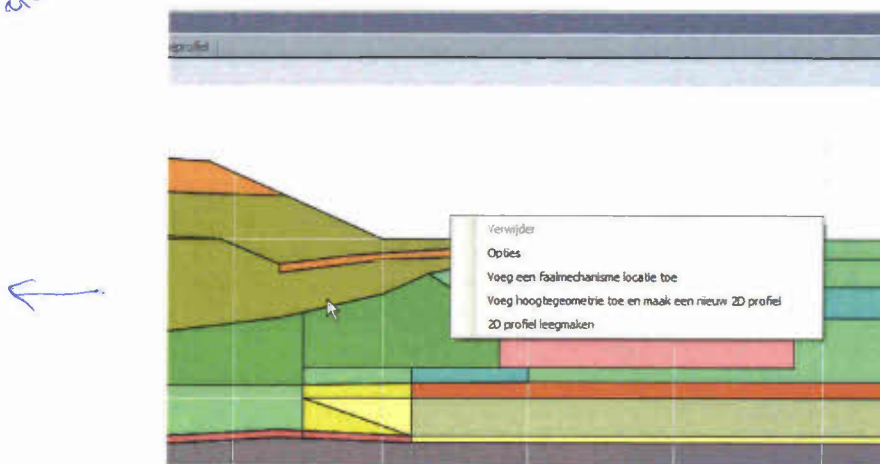 eprofiel
Verwijder
Opties
Voeg een faalmechanisme locatie toe
Voeg hoogtegeometrie toe en maak een nieuw 2D profiel
2D profiel leegmaken